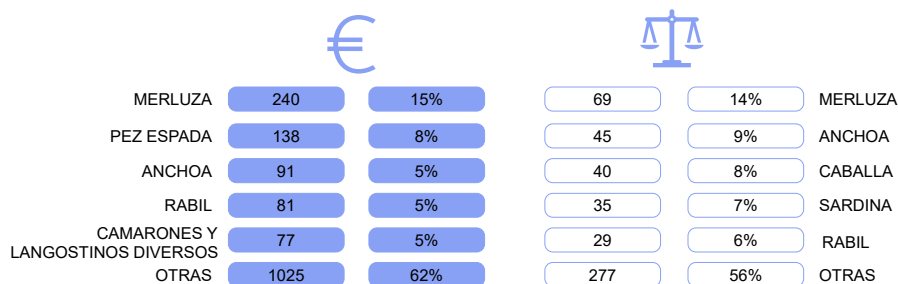 €
MERLUZA 240 15% 69 14% MERLUZA
PEZ ESPADA 138 8% 45 9% ANCHOA
ANCHOA 91 5% 40 8% CABALLA
RABIL 81 5% 35 7% SARDINA
CAMARONES Y
LANGOSTINOS DIVERSOS 77 5% 29 6% RABIL
OTRAS 1025 62% 277 56% OTRAS